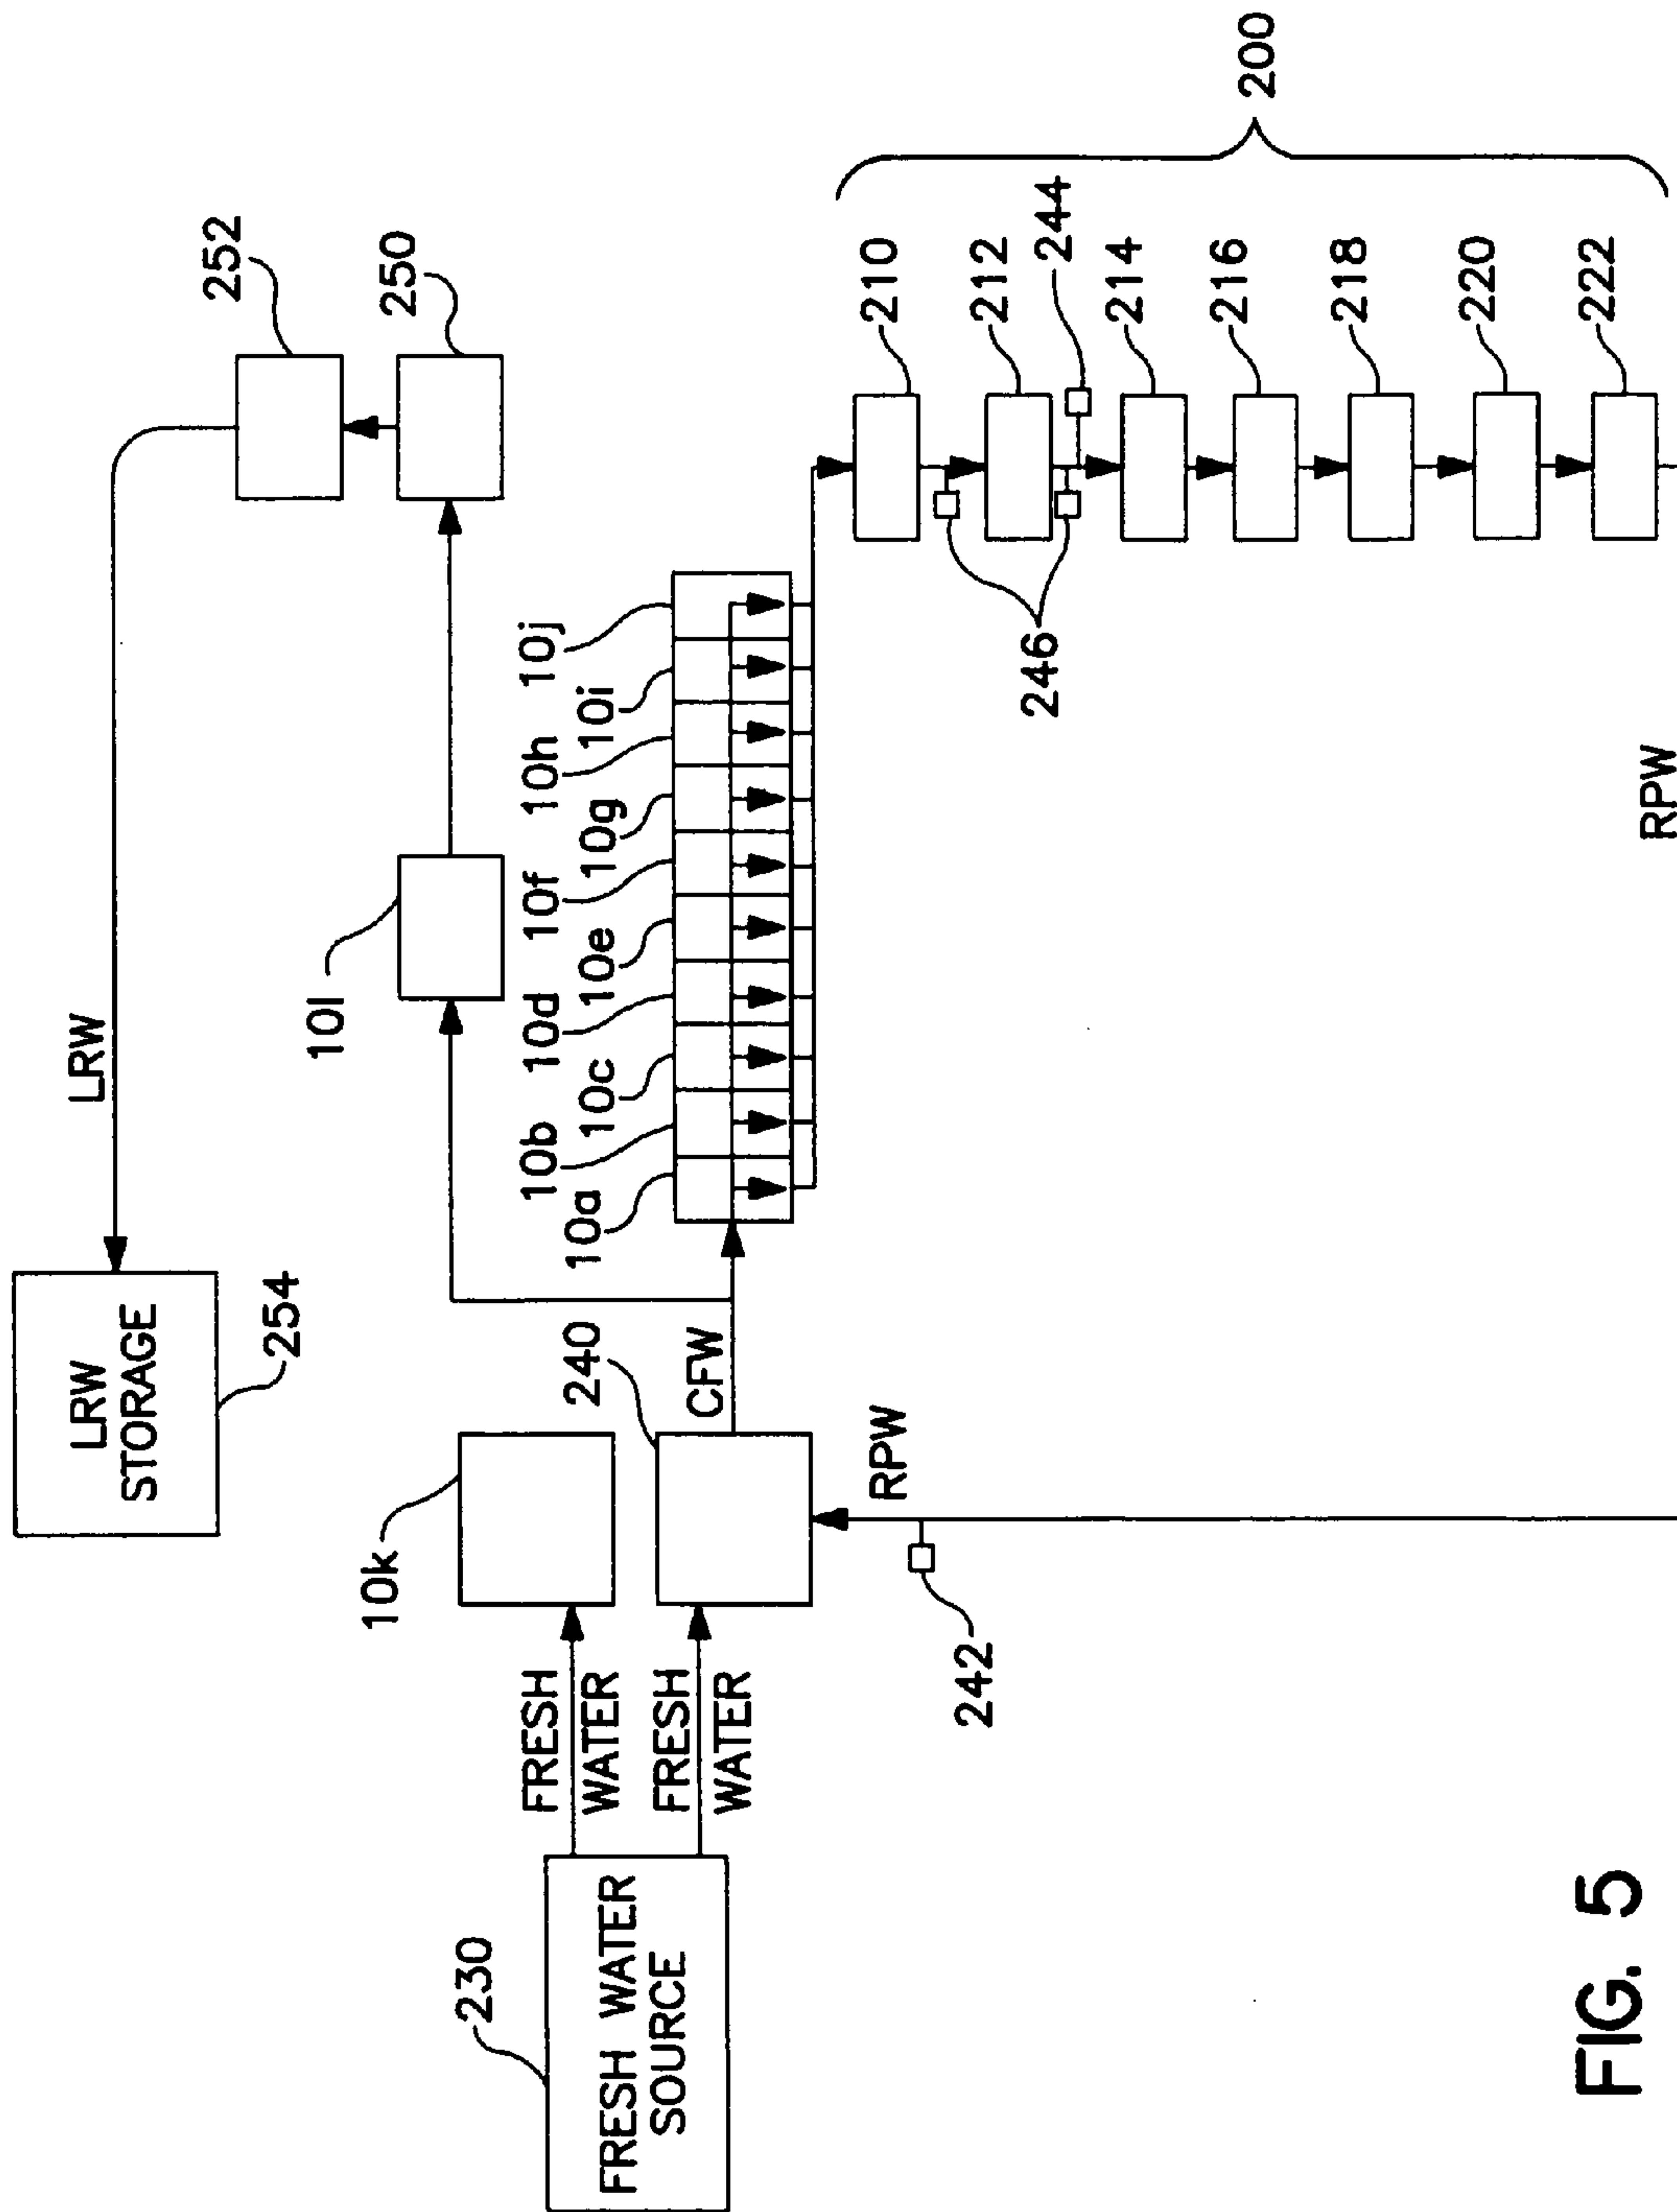 LRW
STORAGE
254
LRW
252
250
10l
10k
240
CFW
10a
10b
10c
10d
10e
10f
10g
10h
10i
10j
230
FRESH WATER
SOURCE
FRESH
WATER
FRESH
WATER
242
RPW
210
212
244
246
214
216
218
220
222
200
RPW
FIG. 5